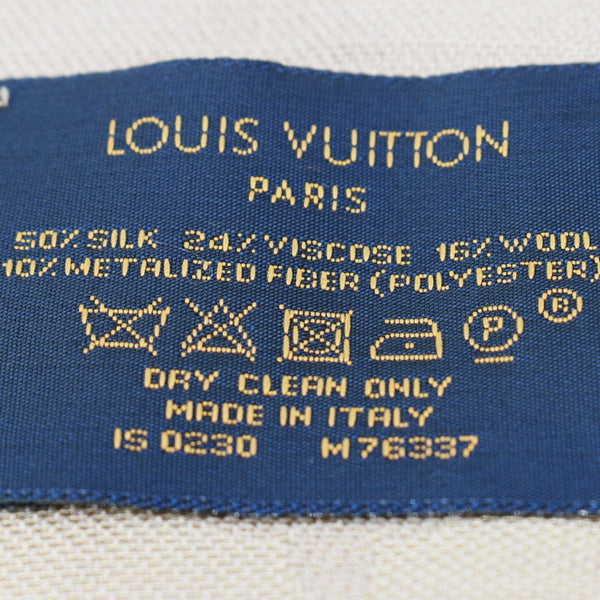 LOUIS VUITTON
PARIS
50% SILK 24% VISCOSE 16% WOOL
10% METALIZED FIBER (POLYESTER)
P ®
DRY CLEAN ONLY
MADE IN ITALY
IS 0230 M 76337